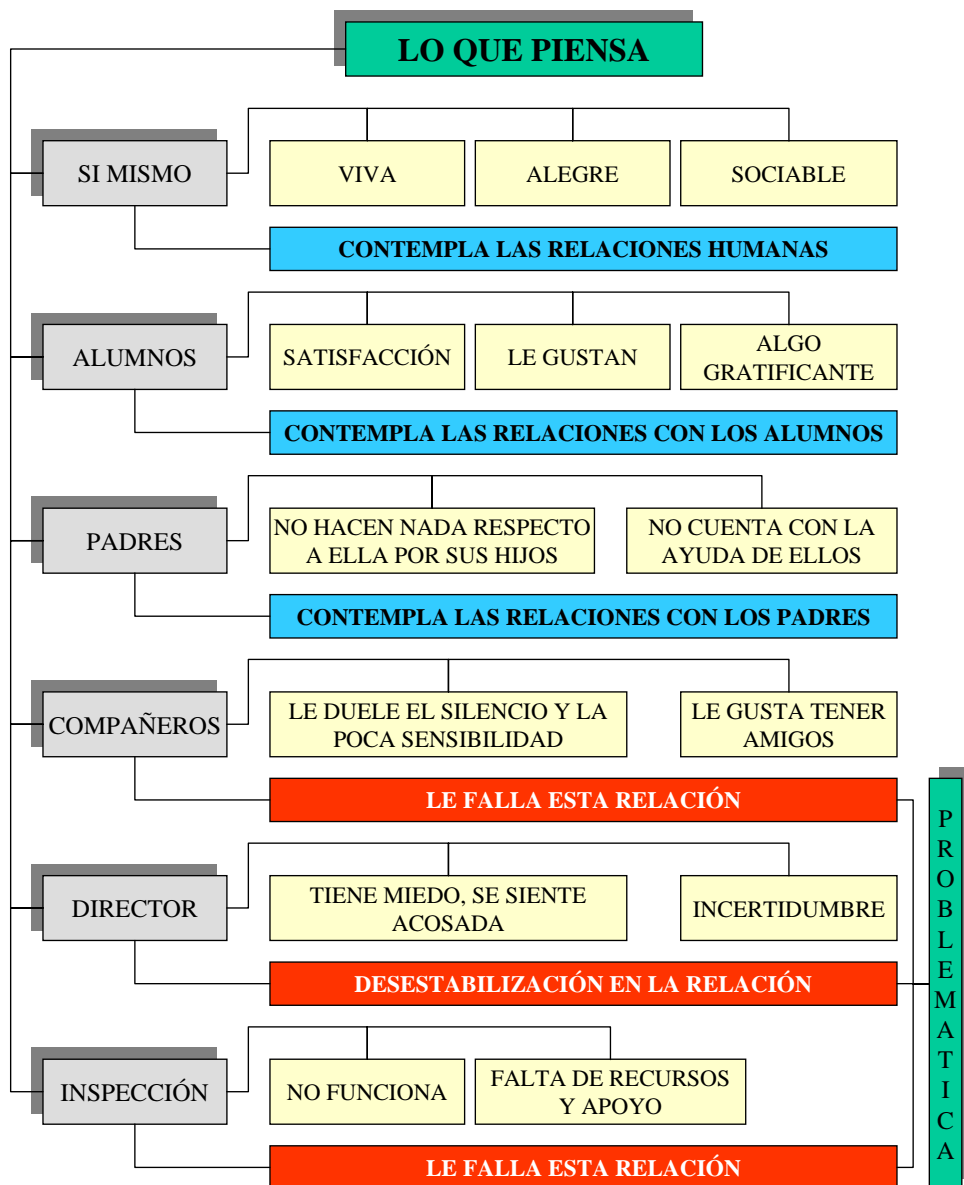 LO QUE PIENSA
SI MISMO
VIVA
ALEGRE
SOCIABLE
CONTEMPLA LAS RELACIONES HUMANAS
ALUMNOS
SATISFACCIÓN
LE GUSTAN
ALGO
GRATIFICANTE
CONTEMPLA LAS RELACIONES CON LOS ALUMNOS
PADRES
NO HACEN NADA RESPECTO
A ELLA POR SUS HIJOS
NO CUENTA CON LA
AYUDA DE ELLOS
CONTEMPLA LAS RELACIONES CON LOS PADRES
COMPAÑEROS
LE DUELE EL SILENCIO Y LA
POCA SENSIBILIDAD
LE GUSTA TENER
AMIGOS
LE FALLA ESTA RELACIÓN
DIRECTOR
TIENE MIEDO, SE SIENTE
ACOSADA
INCERTIDUMBRE
DESESTABILIZACIÓN EN LA RELACIÓN
INSPECCIÓN
NO FUNCIONA
FALTA DE RECURSOS
Y APOYO
LE FALLA ESTA RELACIÓN
PROBLEMATICA